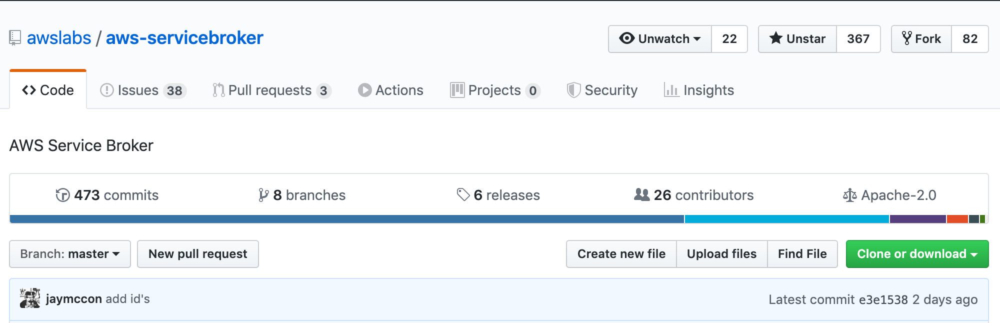 awslabs / aws-servicebroker
Unwatch 22
Unstar 367
Fork 82
Code
Issues 38
Pull requests 3
Actions
Projects 0
Security
Insights
AWS Service Broker
473 commits
8 branches
6 releases
26 contributors
Apache-2.0
Branch: master
New pull request
Create new file
Upload files
Find File
Clone or download
jaymccon add id's
Latest commit e3e1538 2 days ago